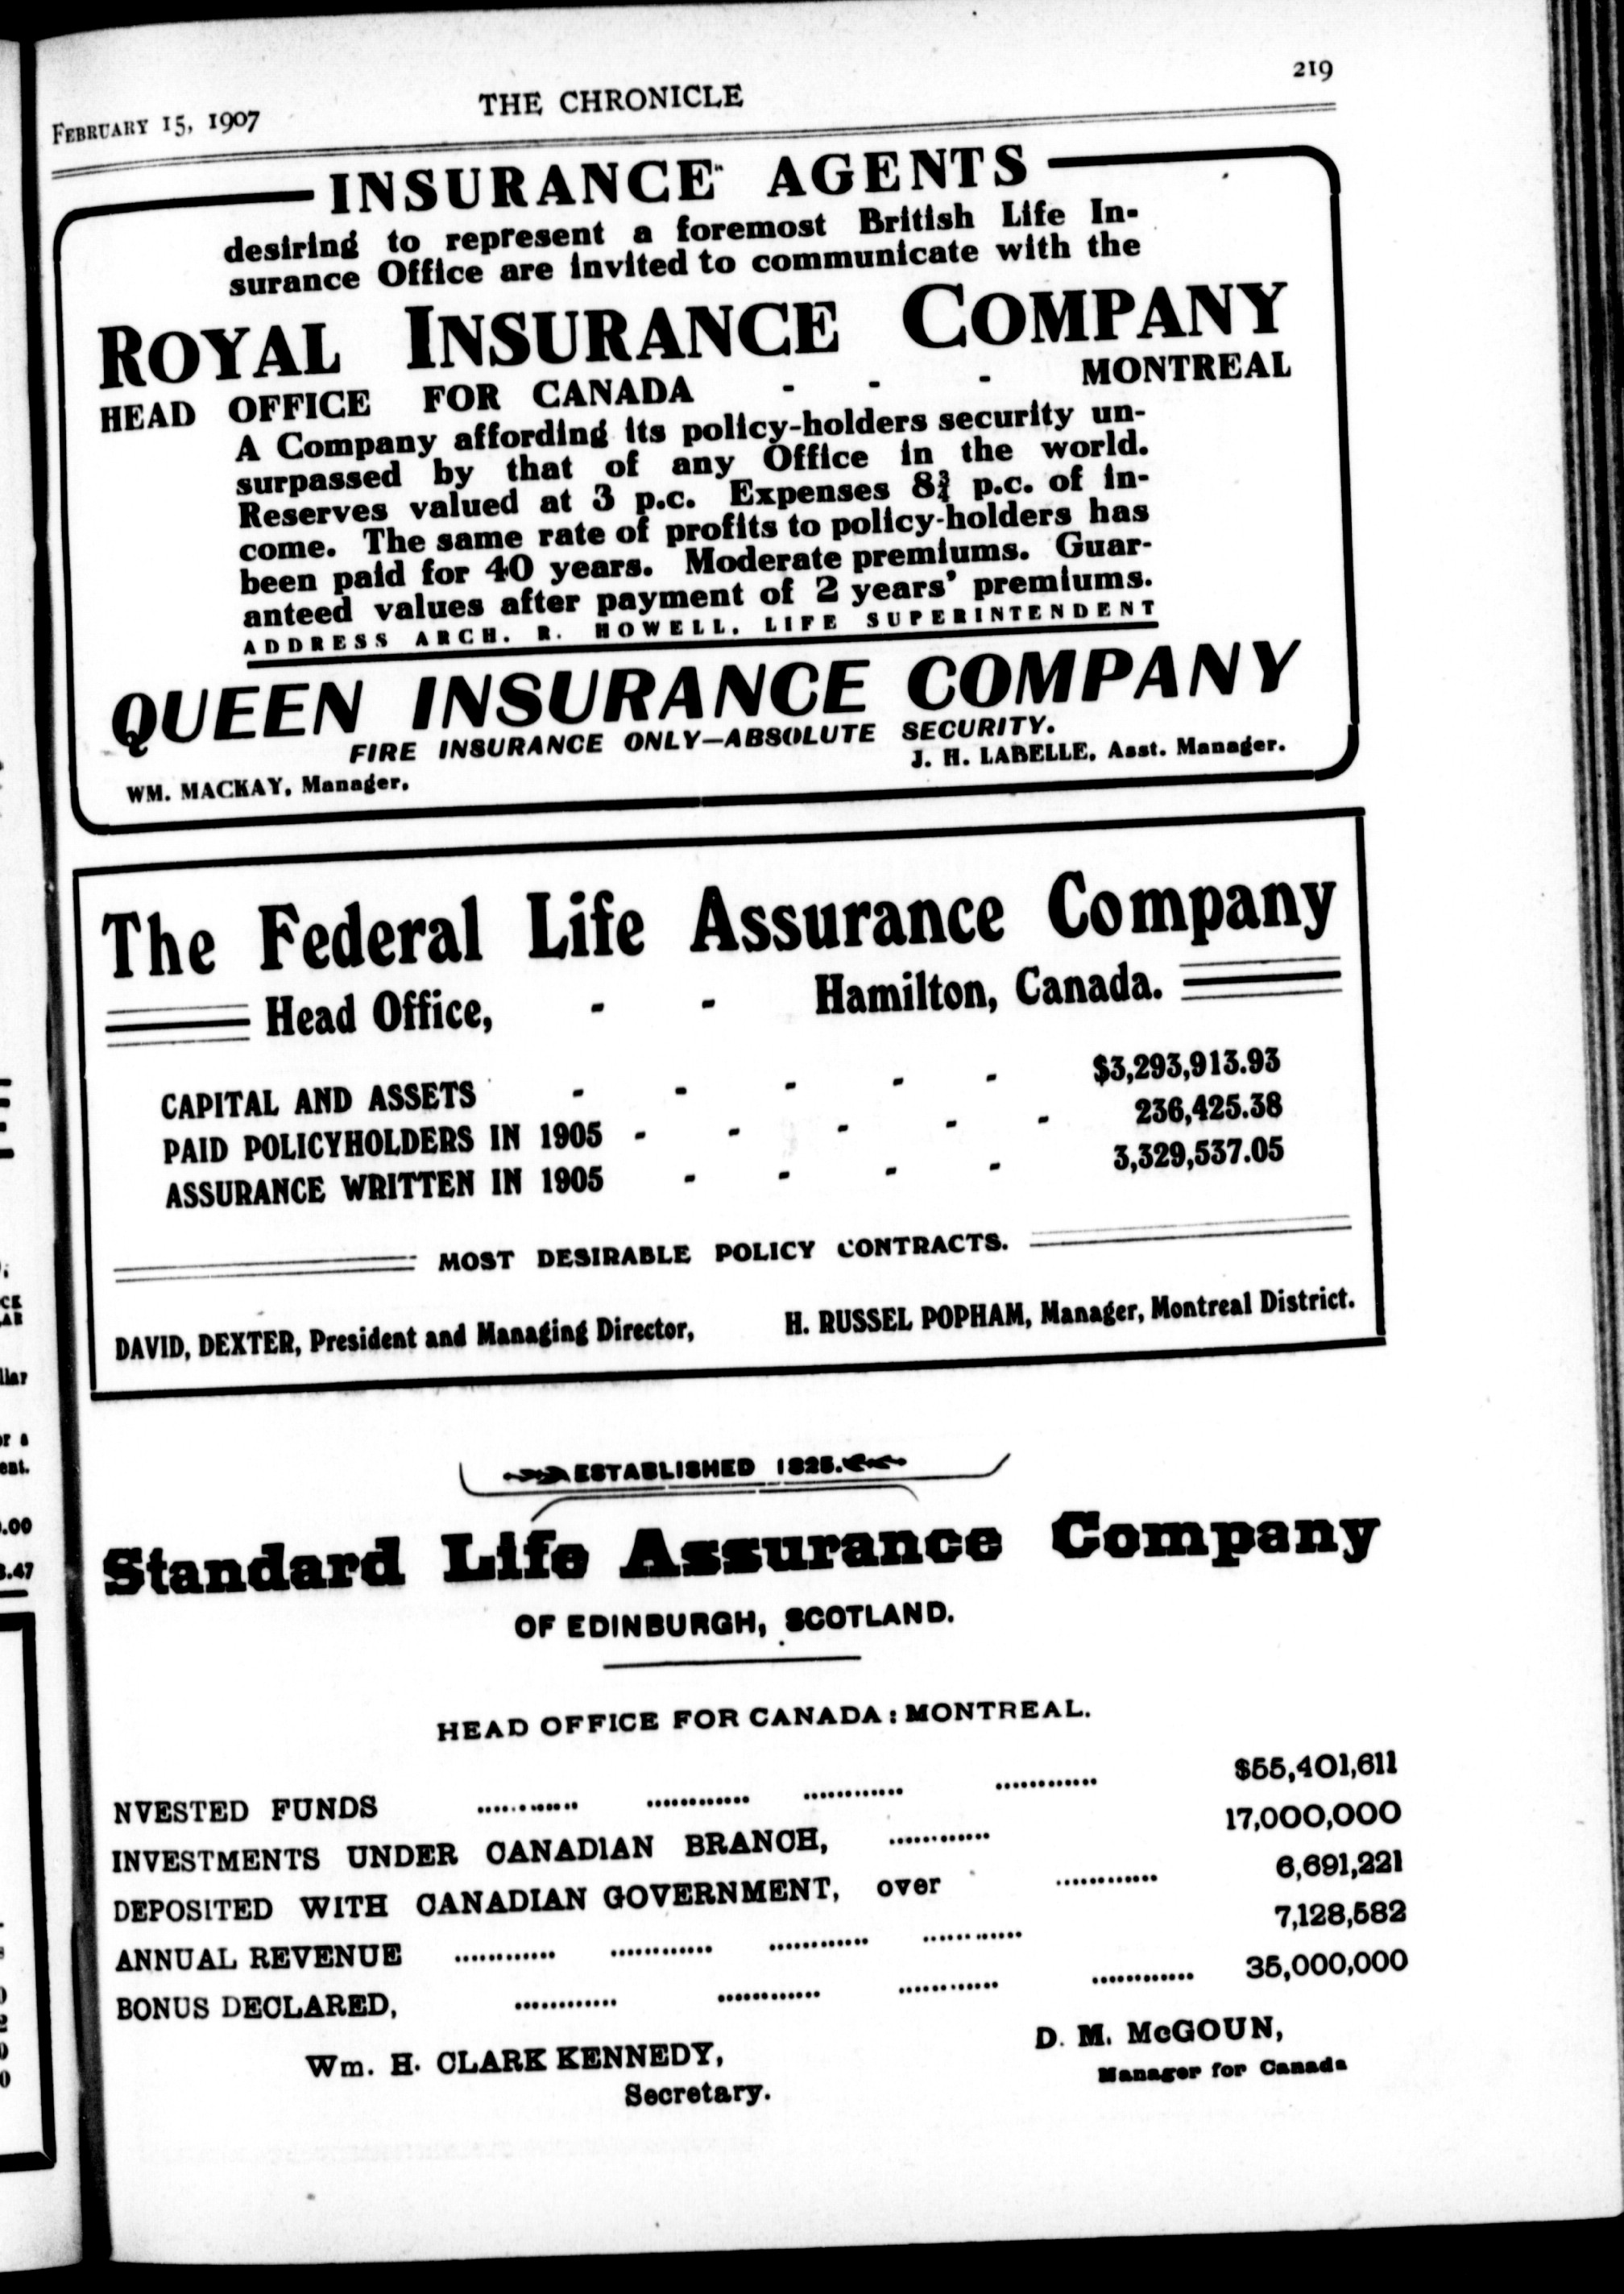 FEBRUARY 15, 1907
THE CHRONICLE
219
INSURANCE AGENTS
desiring to represent a foremost British Life In-
surance Office are invited to communicate with the
ROYAL INSURANCE COMPANY
HEAD OFFICE FOR CANADA - - - MONTREAL
A Company affording its policy-holders security un-
surpassed by that of any Office in the world.
Reserves valued at 3 p.c. Expenses 8¾ p.c. of in-
come. The same rate of profits to policy-holders has
been paid for 40 years. Moderate premiums. Guar-
anteed values after payment of 2 years' premiums.
ADDRESS ARCH. R. HOWELL, LIFE SUPERINTENDENT
QUEEN INSURANCE COMPANY
FIRE INSURANCE ONLY—ABSOLUTE SECURITY.
WM. MACKAY, Manager, J. H. LABELLE, Asst. Manager.
The Federal Life Assurance Company
Head Office, - - Hamilton, Canada.
CAPITAL AND ASSETS - - - - - $3,293,913.93
PAID POLICYHOLDERS IN 1905 - - - - - 236,425.38
ASSURANCE WRITTEN IN 1905 - - - - 3,329,537.05
MOST DESIRABLE POLICY CONTRACTS.
DAVID, DEXTER, President and Managing Director, H. RUSSEL POPHAM, Manager, Montreal District.
ESTABLISHED 1825.
Standard Life Assurance Company
OF EDINBURGH, SCOTLAND.
HEAD OFFICE FOR CANADA : MONTREAL.
NVESTED FUNDS ............ ............ ............ ............ $55,401,611
INVESTMENTS UNDER CANADIAN BRANCH, ............ 17,000,000
DEPOSITED WITH CANADIAN GOVERNMENT, over ............ 6,691,221
ANNUAL REVENUE ............ ............ ............ ............ 7,128,582
BONUS DECLARED, ............ ............ ............ ............ 35,000,000
Wm. H. CLARK KENNEDY,
Secretary.
D. M. McGOUN,
Manager for Canada